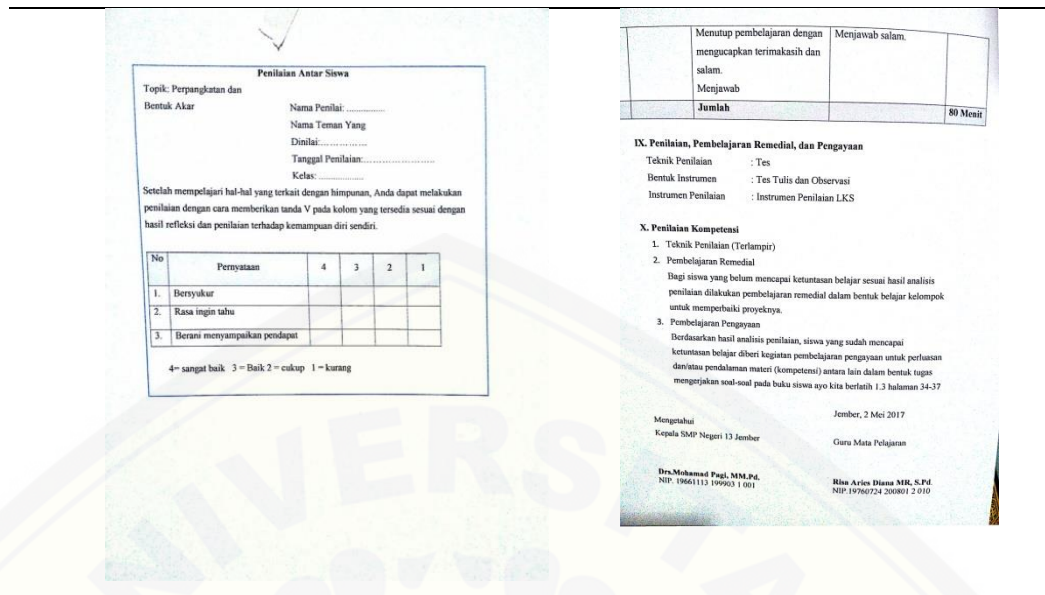 Penilaian Antar Siswa
Topik: Perpangkatan dan
Bentuk Akar
Nama Penilai: ................
Nama Teman Yang
Dinilai:................
Tanggal Penilaian:........................
Kelas: ...................
Setelah mempelajari hal-hal yang terkait dengan himpunan, Anda dapat melakukan
penilaian dengan cara memberikan tanda V pada kolom yang tersedia sesuai dengan
hasil refleksi dan penilaian terhadap kemampuan diri sendiri.
No Pernyataan 4 3 2 1
1. Bersyukur
2. Rasa ingin tahu
3. Berani menyampaikan pendapat
4= sangat baik 3 = Baik 2 = cukup 1 = kurang
Menutup pembelajaran dengan Menjawab salam.
mengucapkan terimakasih dan
salam.
Menjawab
Jumlah 80 Menit
IX. Penilaian, Pembelajaran Remedial, dan Pengayaan
Teknik Penilaian : Tes
Bentuk Instrumen : Tes Tulis dan Observasi
Instrumen Penilaian : Instrumen Penilaian LKS
X. Penilaian Kompetensi
1. Teknik Penilaian (Terlampir)
2. Pembelajaran Remedial
Bagi siswa yang belum mencapai ketuntasan belajar sesuai hasil analisis
penilaian dilakukan pembelajaran remedial dalam bentuk belajar kelompok
untuk memperbaiki proyeknya.
3. Pembelajaran Pengayaan
Berdasarkan hasil analisis penilaian, siswa yang sudah mencapai
ketuntasan belajar diberi kegiatan pembelajaran pengayaan untuk perluasan
dan/atau pendalaman materi (kompetensi) antara lain dalam bentuk tugas
mengerjakan soal-soal pada buku siswa ayo kita berlatih 1.3 halaman 34-37
Jember, 2 Mei 2017
Mengetahui
Kepala SMP Negeri 13 Jember
Guru Mata Pelajaran
Drs.Mohamad Pagi, MM.Pd.
NIP. 19661113 199903 1 001
Risa Aries Diana MR, S.Pd.
NIP.19760724 200801 2 010